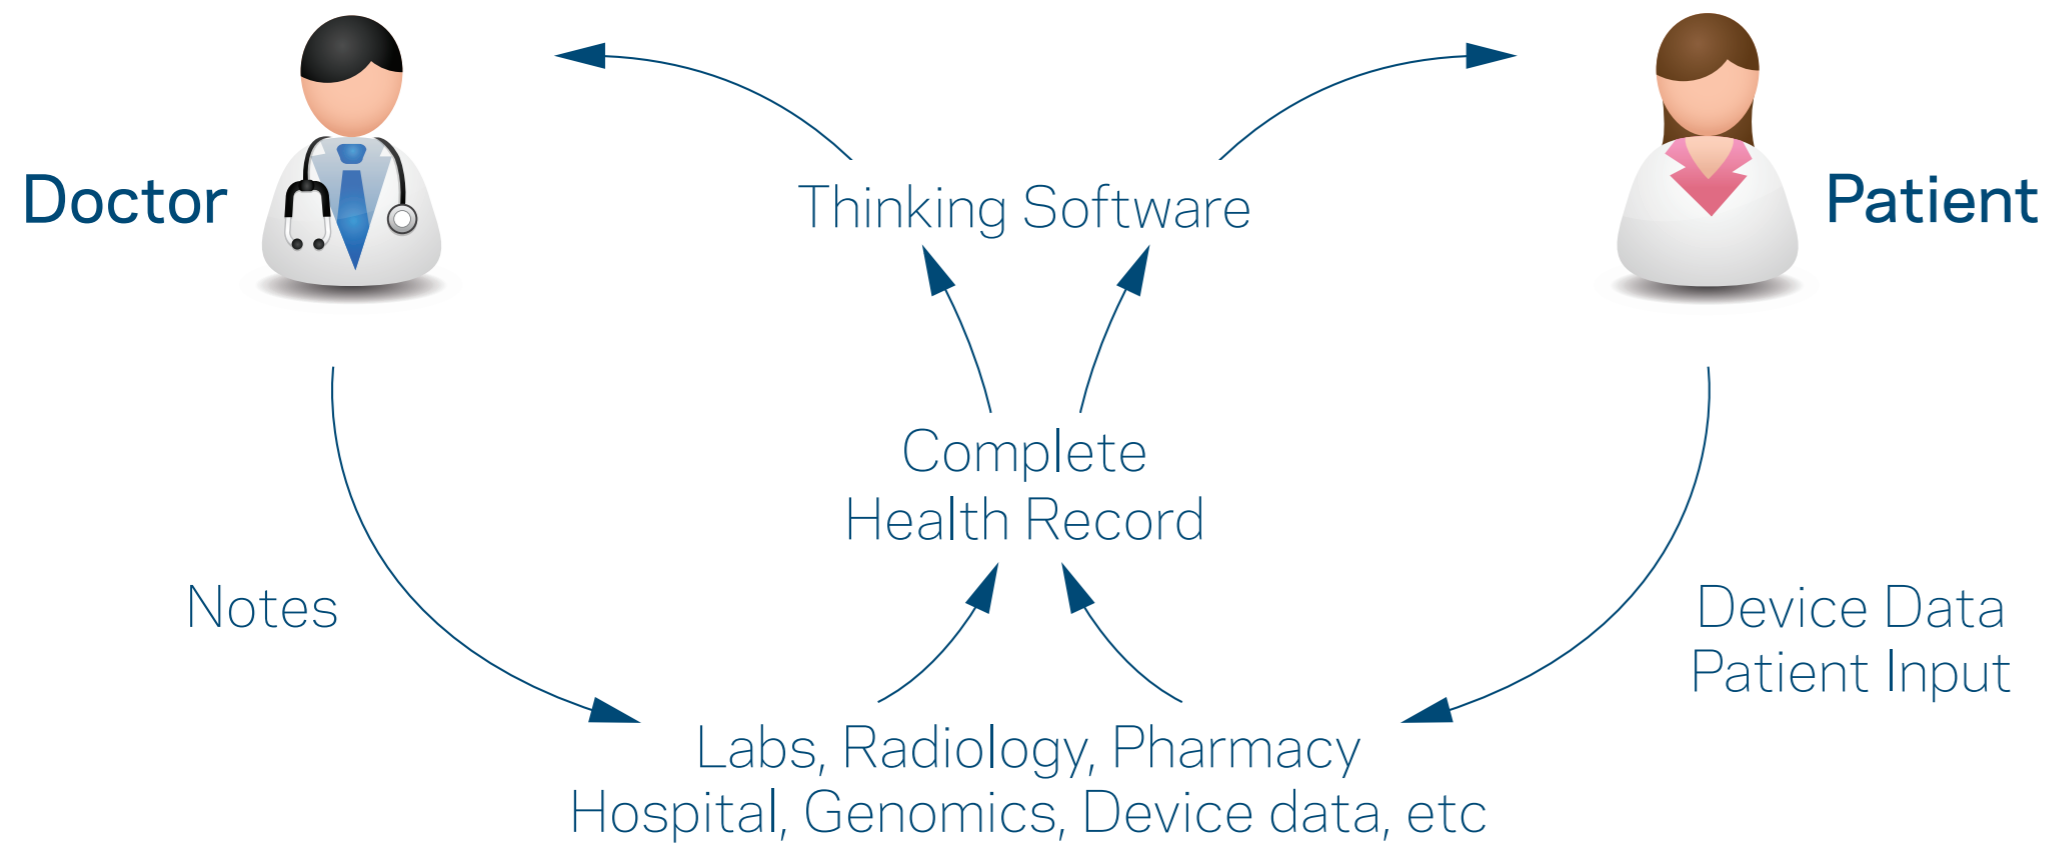 Doctor
Thinking Software
Patient
Complete
Health Record
Notes
Device Data
Patient Input
Labs, Radiology, Pharmacy
Hospital, Genomics, Device data, etc